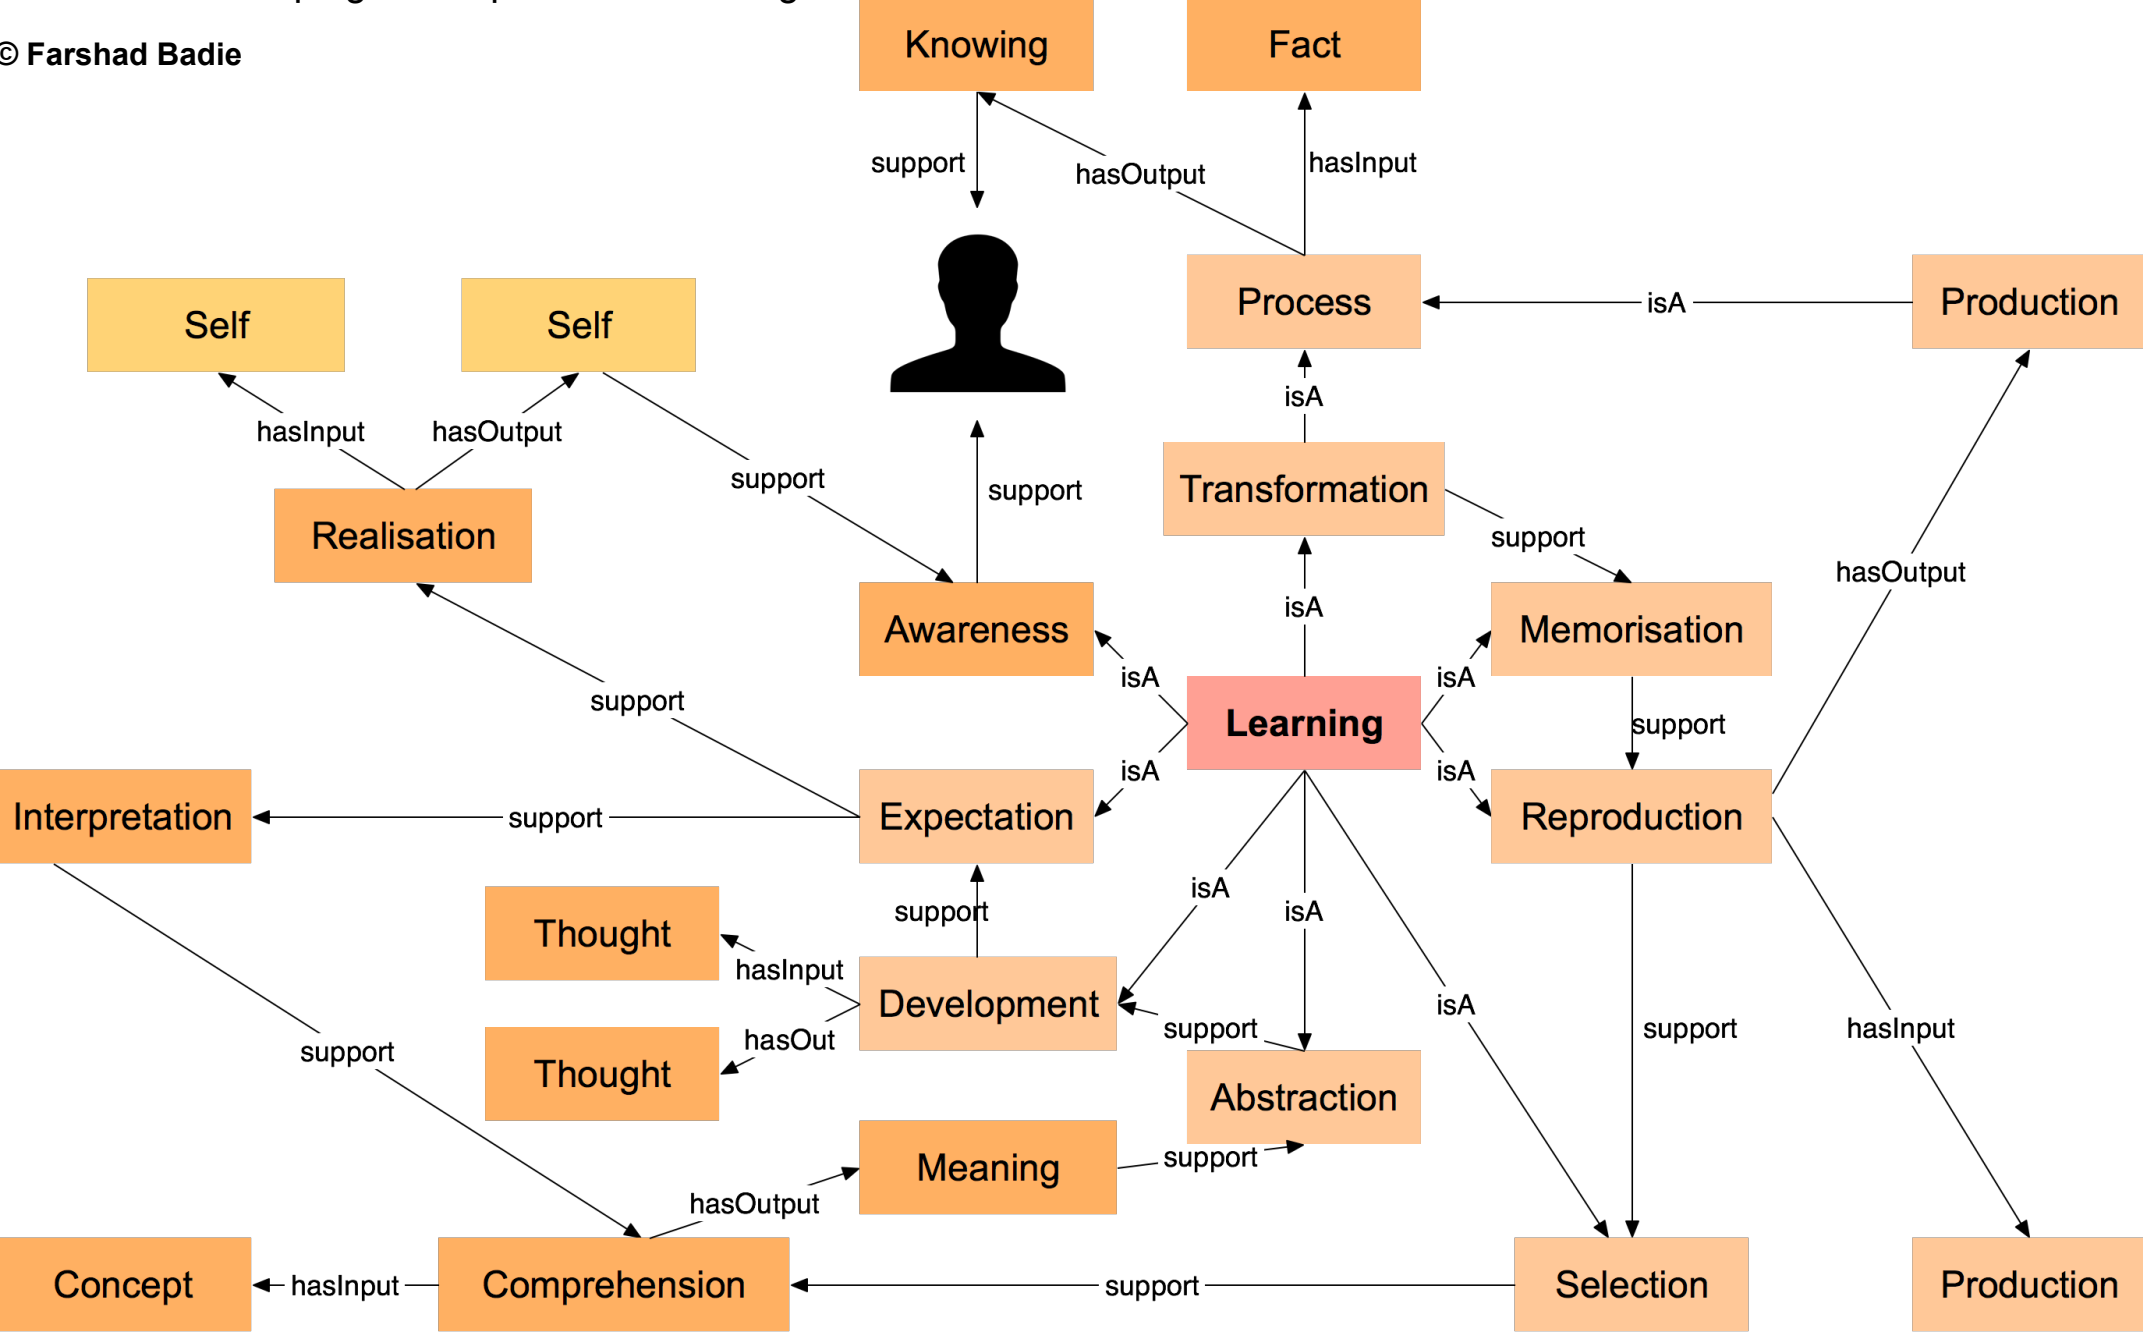 © Farshad Badie
Knowing
Fact
support
hasOutput
hasInput
Self
Self
Process
isA
Production
isA
hasInput
hasOutput
support
support
Transformation
support
Realisation
hasOutput
isA
Awareness
Memorisation
isA
isA
support
Learning
support
isA
isA
Interpretation
support
Expectation
Reproduction
isA
support
isA
Thought
hasInput
Development
isA
support
support
hasInput
hasOut
support
Thought
Abstraction
Meaning
support
hasOutput
Concept
hasInput
Comprehension
support
Selection
Production